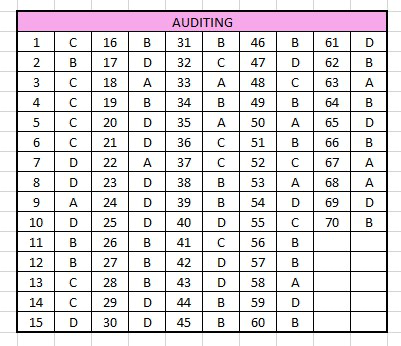 AUDITING
1 C 16 B 31 B 46 B 61 D
2 B 17 D 32 C 47 D 62 B
3 C 18 A 33 A 48 C 63 A
4 C 19 B 34 B 49 B 64 B
5 C 20 D 35 A 50 A 65 D
6 C 21 D 36 C 51 B 66 B
7 D 22 A 37 C 52 C 67 A
8 D 23 D 38 B 53 A 68 A
9 A 24 D 39 B 54 D 69 D
10 D 25 D 40 D 55 C 70 B
11 B 26 B 41 C 56 B
12 B 27 B 42 D 57 B
13 C 28 B 43 D 58 A
14 C 29 D 44 B 59 D
15 D 30 D 45 B 60 B